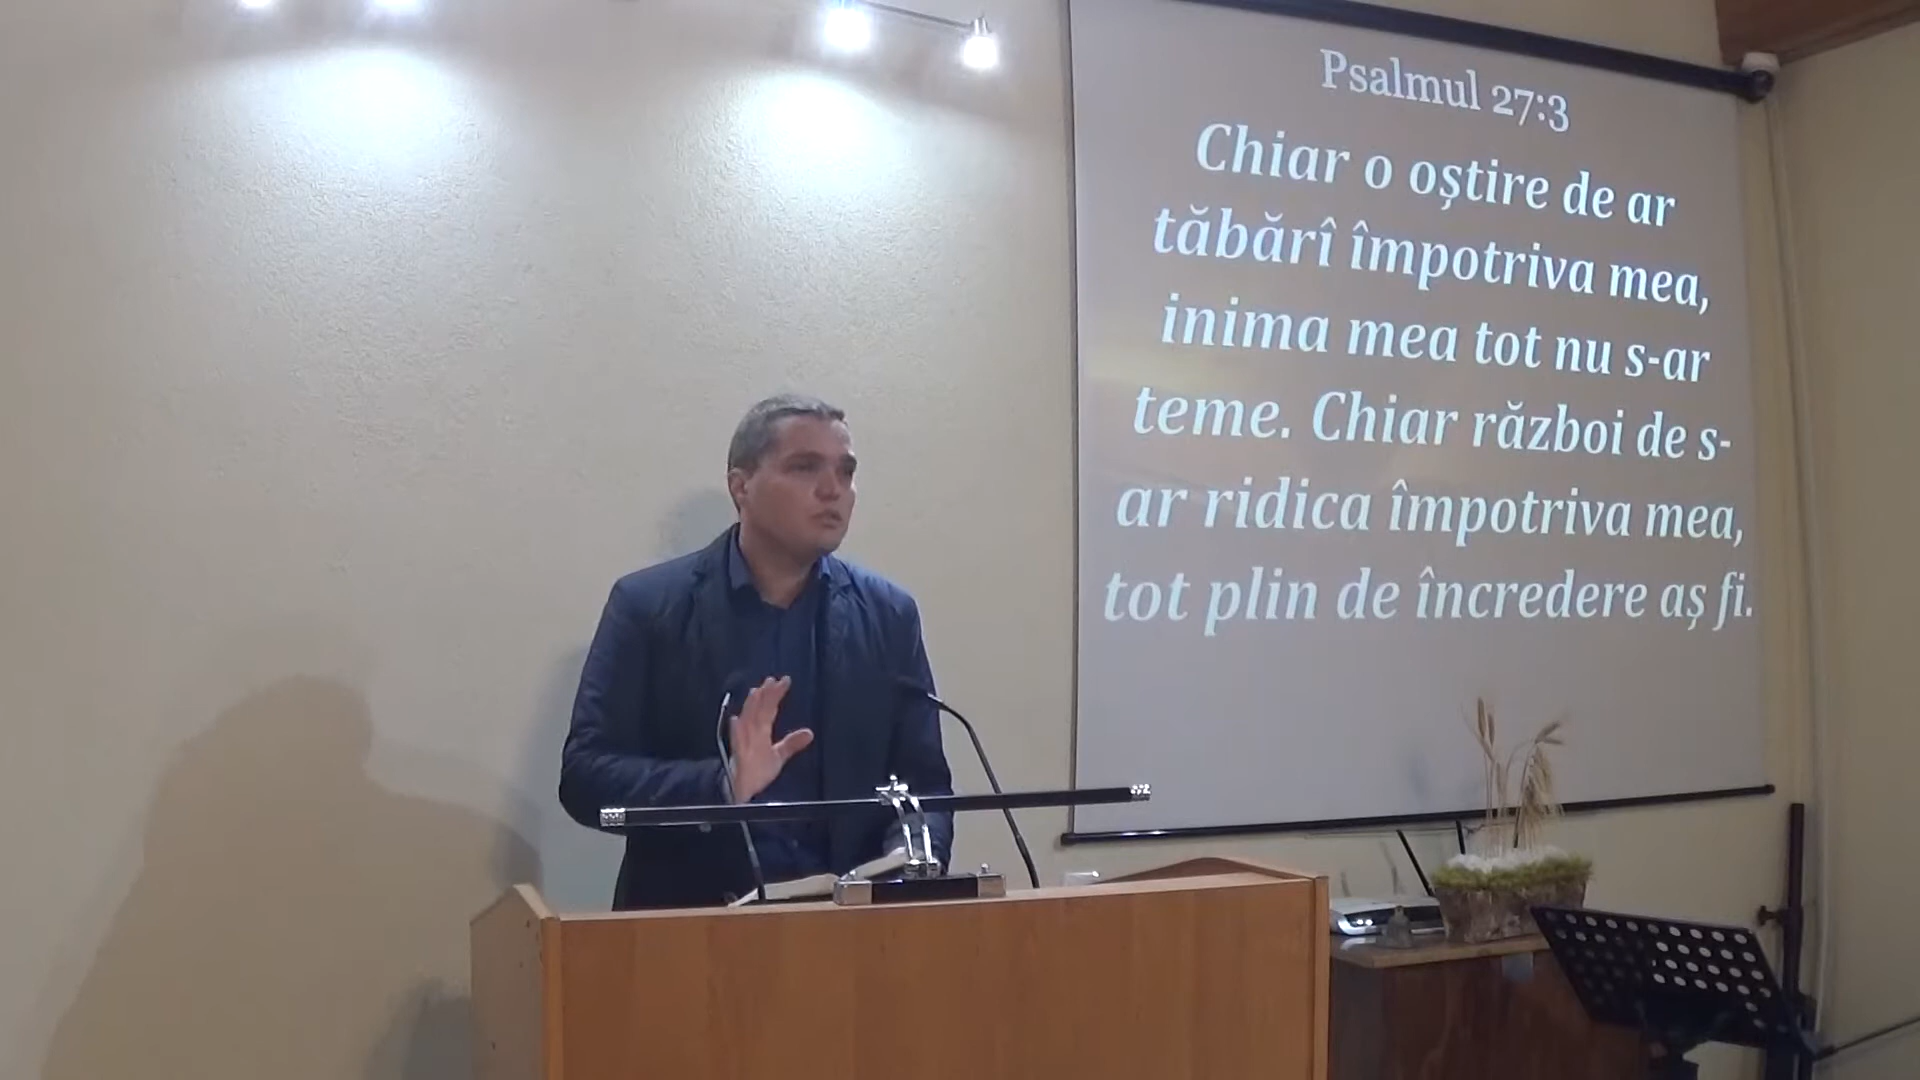 Psalmul 27:3
Chiar o oștire de ar
tăbărî împotriva mea,
inima mea tot nu s-ar
teme. Chiar război de s-
ar ridica împotriva mea,
tot plin de încredere aș fi.